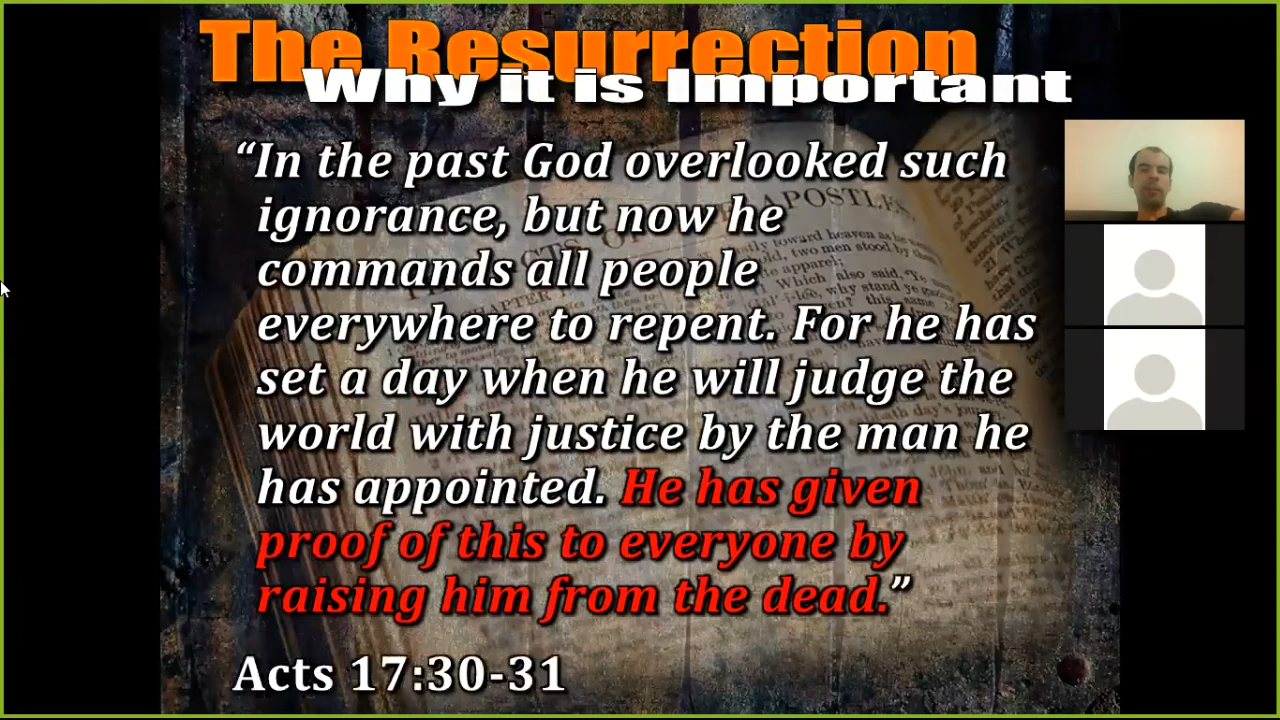 The Resurrection
Why it is Important
“In the past God overlooked such
ignorance, but now he
commands all people
everywhere to repent. For he has
set a day when he will judge the
world with justice by the man he
has appointed. He has given
proof of this to everyone by
raising him from the dead.”
Acts 17:30-31